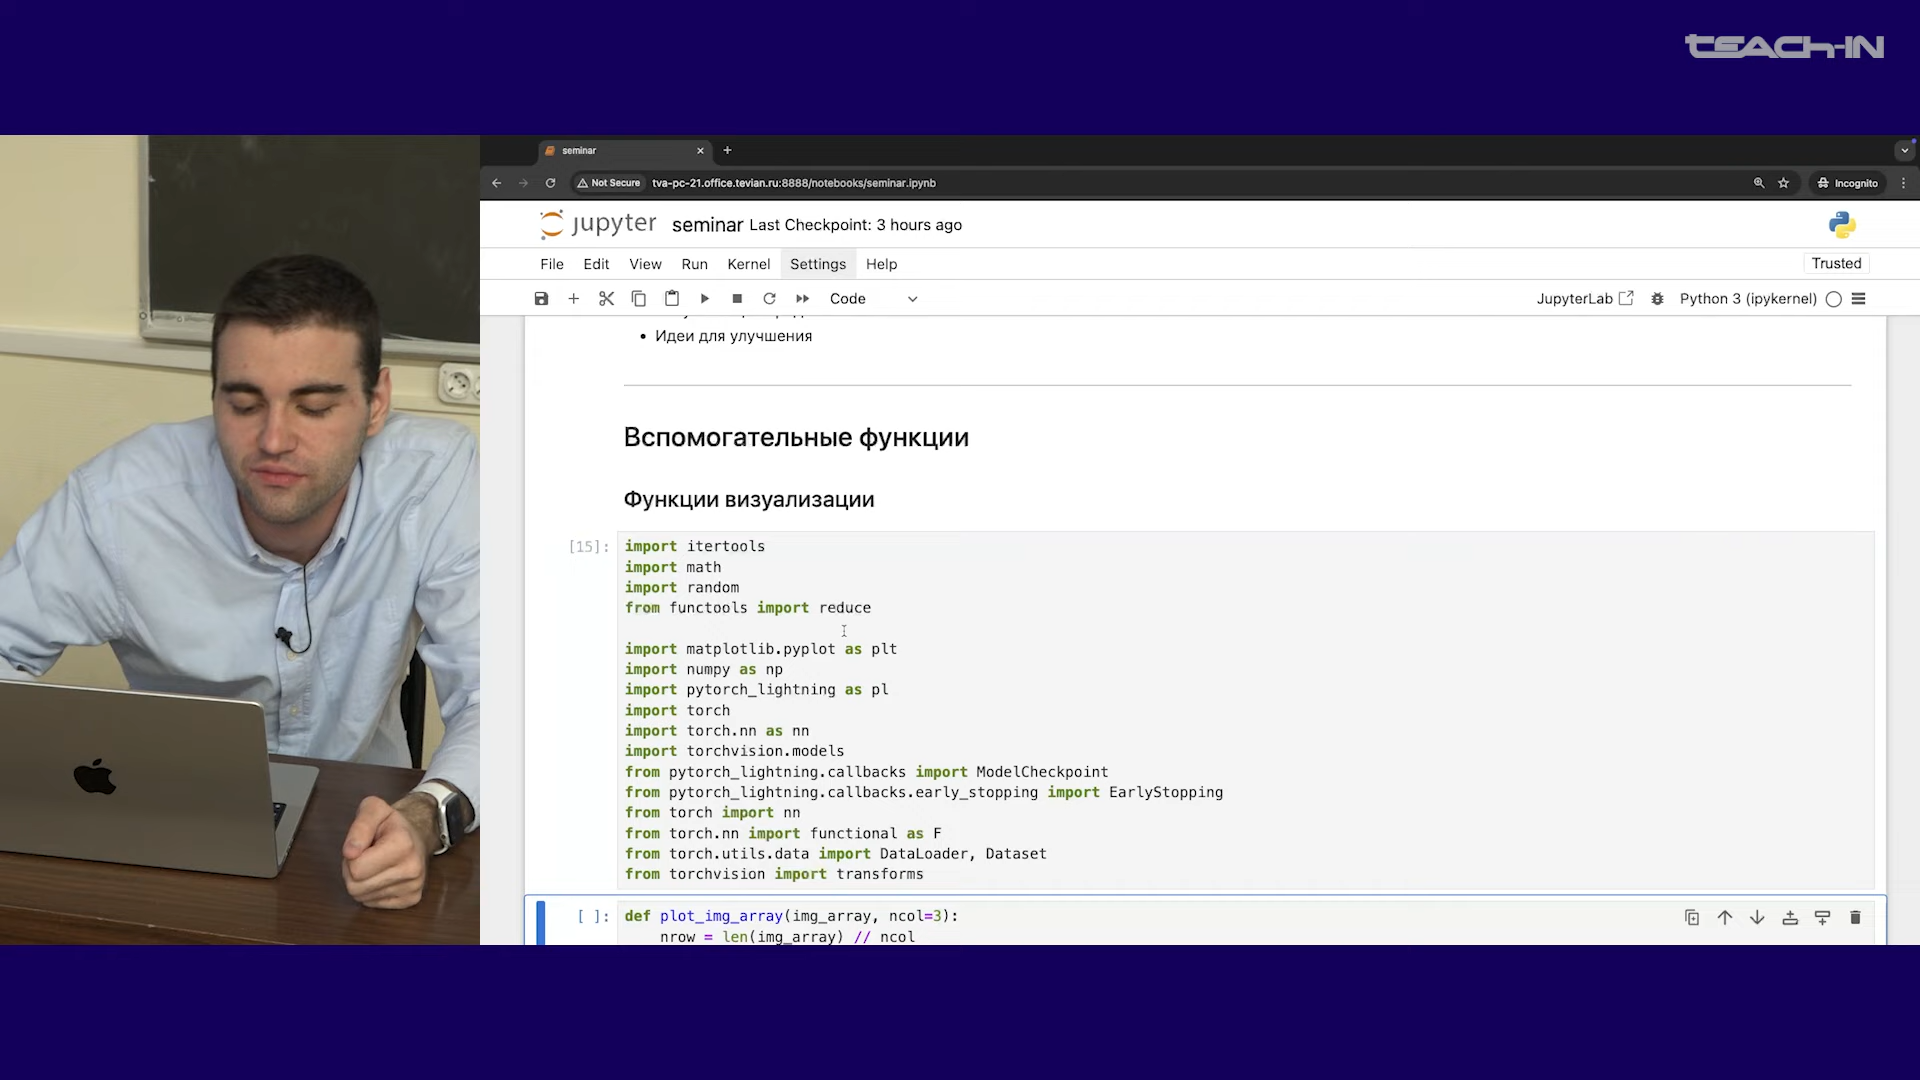 TEACH-IN
seminar
Not Secure
tva-pc-21.office.tevian.ru:8888/notebooks/seminar.ipynb
Incognito
jupyter
seminar Last Checkpoint: 3 hours ago
File Edit View Run Kernel Settings Help
Trusted
Code
JupyterLab
Python 3 (ipykernel)
• Идеи для улучшения
Вспомогательные функции
Функции визуализации
[15]:
import itertools
import math
import random
from functools import reduce
import matplotlib.pyplot as plt
import numpy as np
import pytorch_lightning as pl
import torch
import torch.nn as nn
import torchvision.models
from pytorch_lightning.callbacks import ModelCheckpoint
from pytorch_lightning.callbacks.early_stopping import EarlyStopping
from torch import nn
from torch.nn import functional as F
from torch.utils.data import DataLoader, Dataset
from torchvision import transforms
[ ]:
def plot_img_array(img_array, ncol=3):
nrow = len(img_array) // ncol